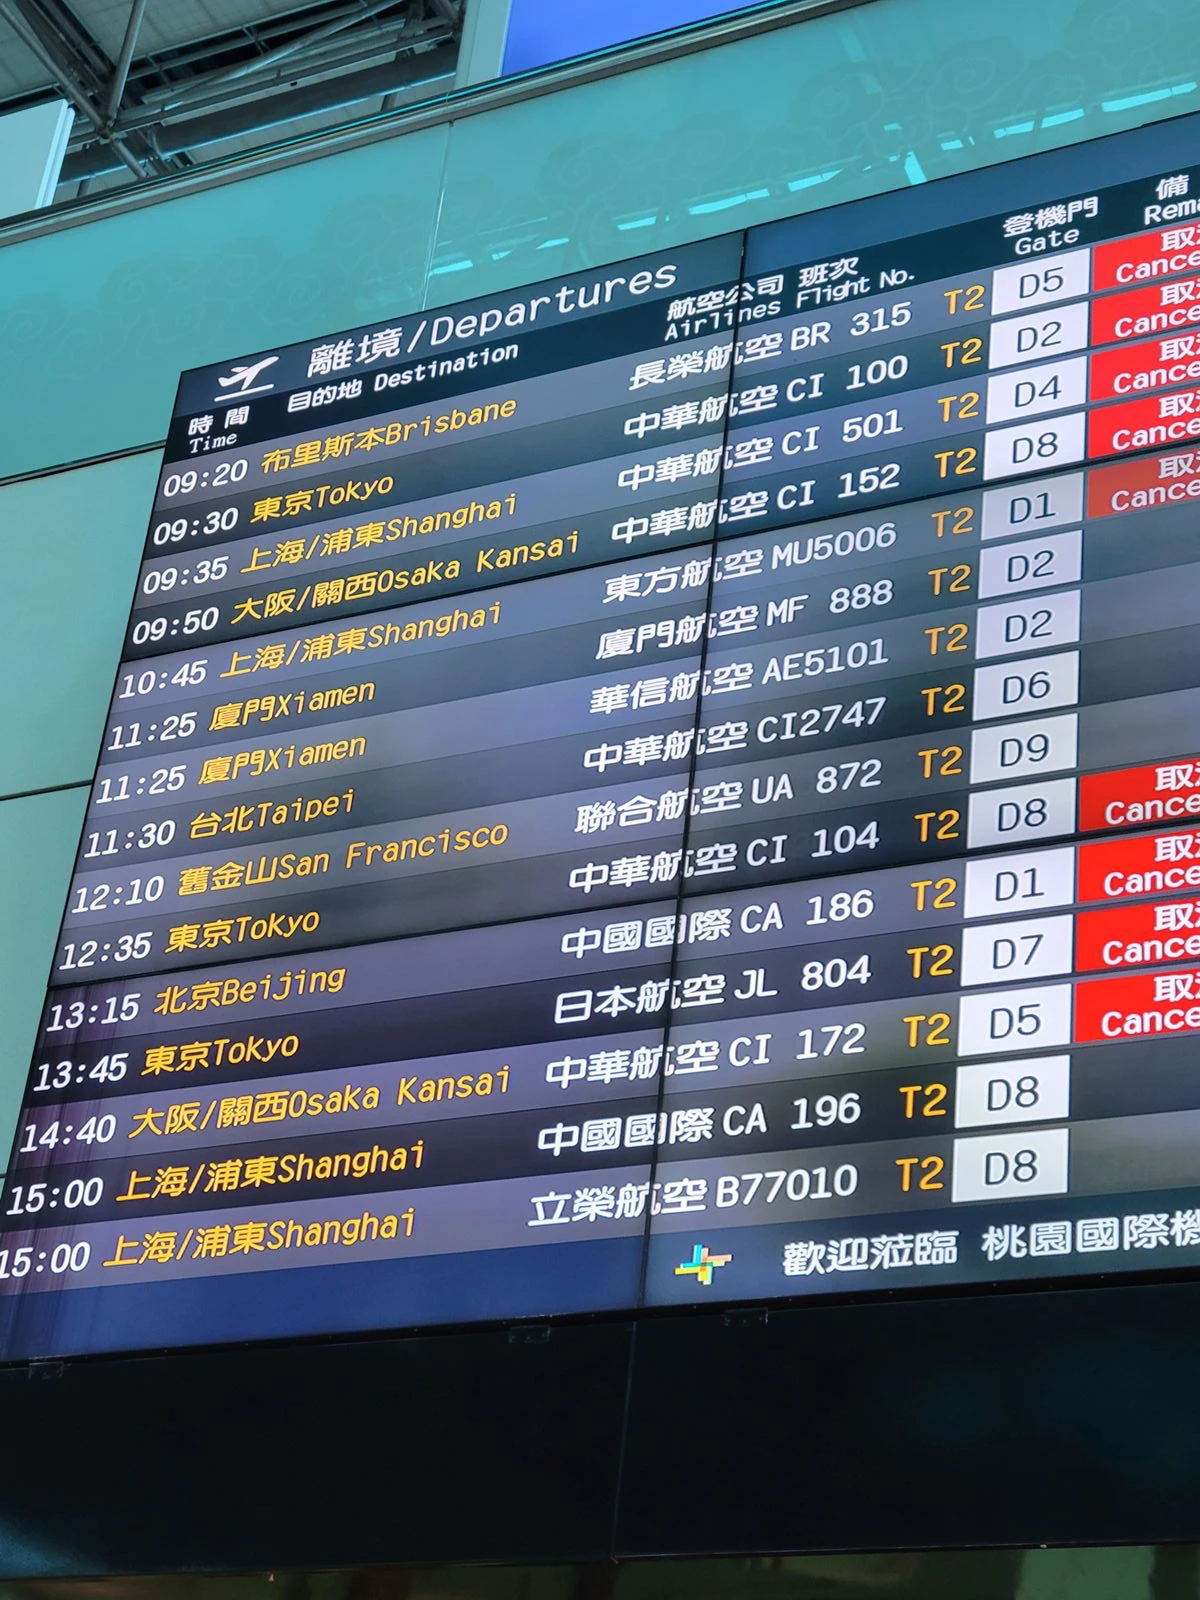 離境/Departures
時間 目的地 Destination 航空公司 班次 登機門 備
Time Airlines Flight No. Gate Rema
09:20 布里斯本Brisbane 長榮航空 BR 315 T2 D5 取 Cance
09:30 東京Tokyo 中華航空 CI 100 T2 D2 取 Cance
09:35 上海/浦東Shanghai 中華航空 CI 501 T2 D4 取 Cance
09:50 大阪/關西Osaka Kansai 中華航空 CI 152 T2 D8 取 Cance
10:45 上海/浦東Shanghai 東方航空 MU5006 T2 D1 取 Cance
11:25 廈門Xiamen 廈門航空 MF 888 T2 D2
11:25 廈門Xiamen 華信航空 AE5101 T2 D2
11:30 台北Taipei 中華航空 CI2747 T2 D6
12:10 舊金山San Francisco 聯合航空 UA 872 T2 D9
12:35 東京Tokyo 中華航空 CI 104 T2 D8 取 Cance
13:15 北京Beijing 中國國際 CA 186 T2 D1 取 Cance
13:45 東京Tokyo 日本航空 JL 804 T2 D7 取 Cance
14:40 大阪/關西Osaka Kansai 中華航空 CI 172 T2 D5 取 Cance
15:00 上海/浦東Shanghai 中國國際 CA 196 T2 D8
15:00 上海/浦東Shanghai 立榮航空 B77010 T2 D8
歡迎蒞臨 桃園國際機